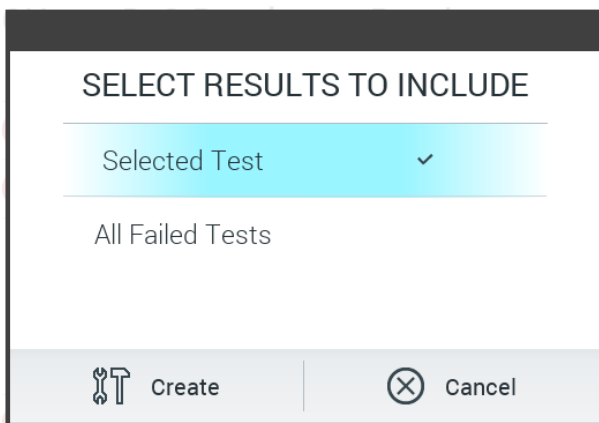 SELECT RESULTS TO INCLUDE
Selected Test
All Failed Tests
Create Cancel